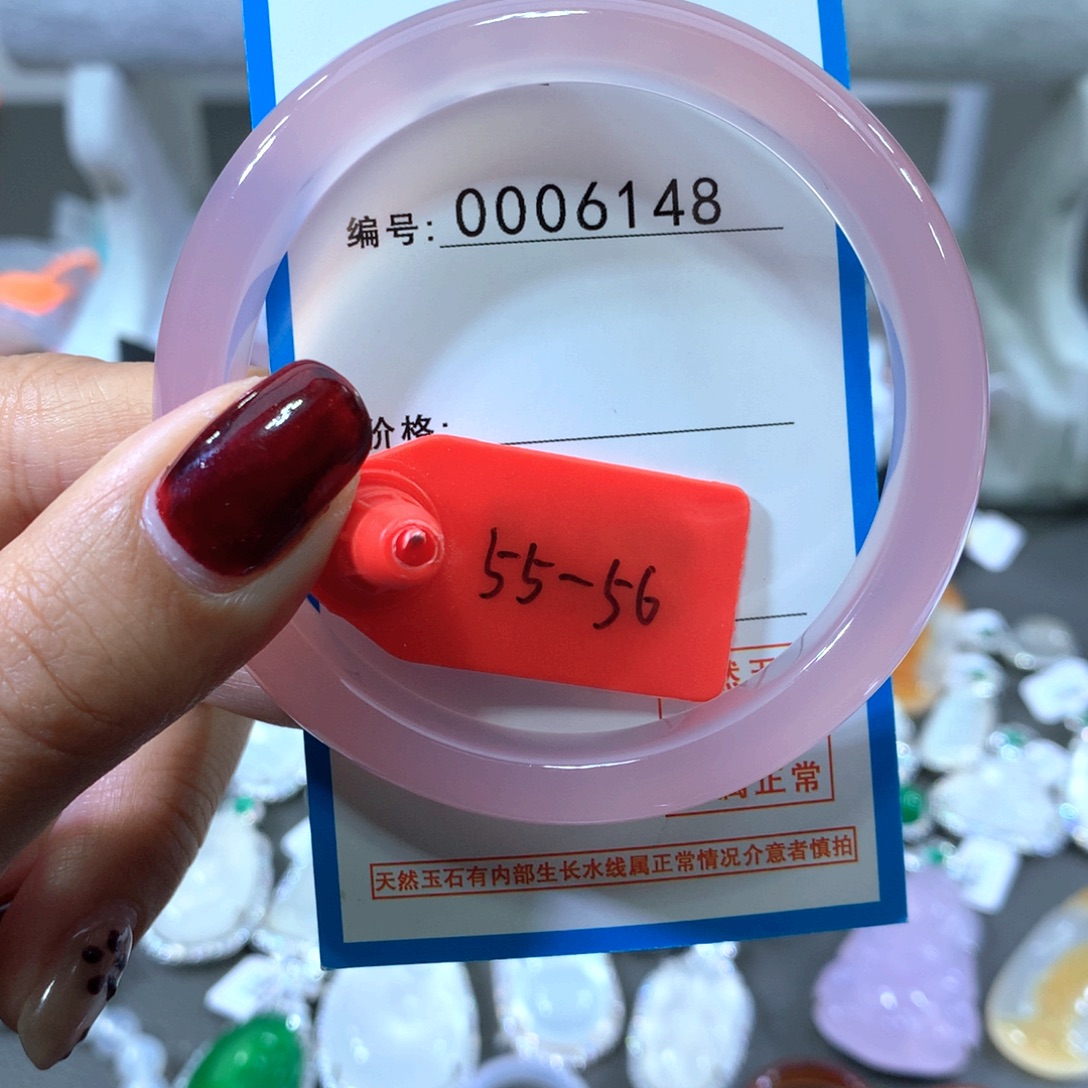 编号: 0006148
价格:
55-56
属正常
天然玉石有内部生长水线属正常情况介意者慎拍